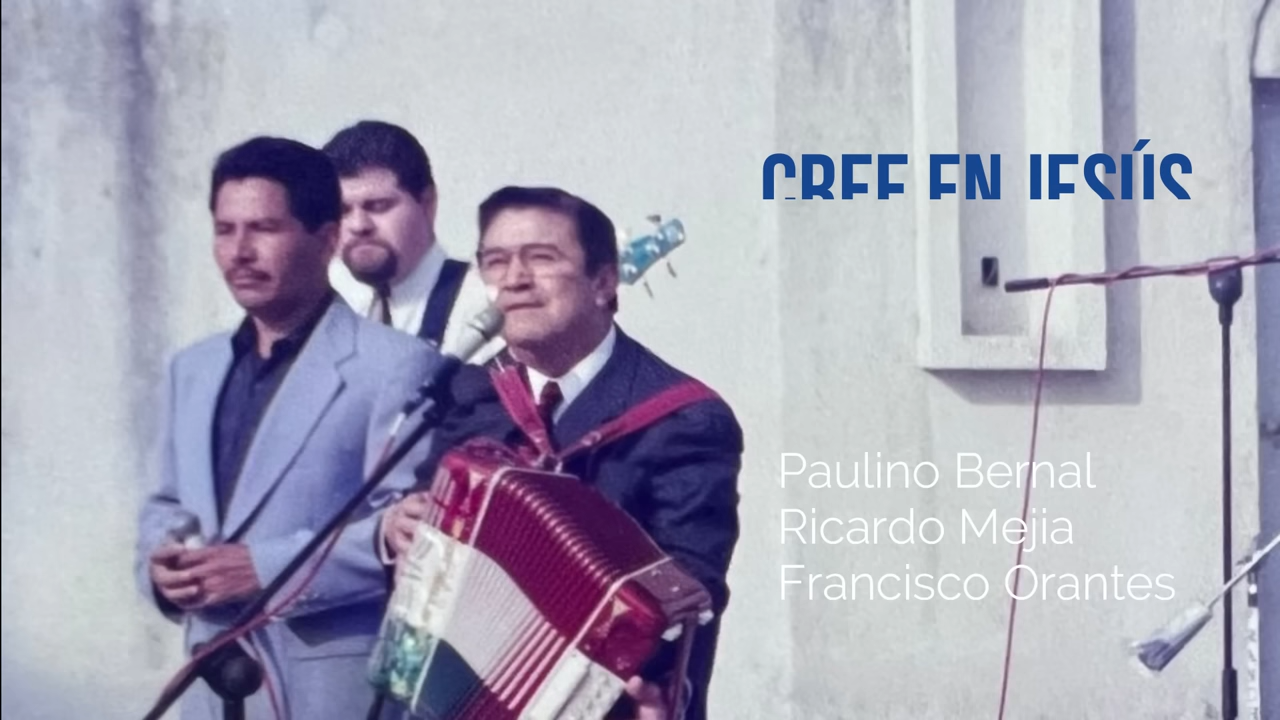 CREE EN JESÚS
Paulino Bernal
Ricardo Mejia
Francisco Orantes